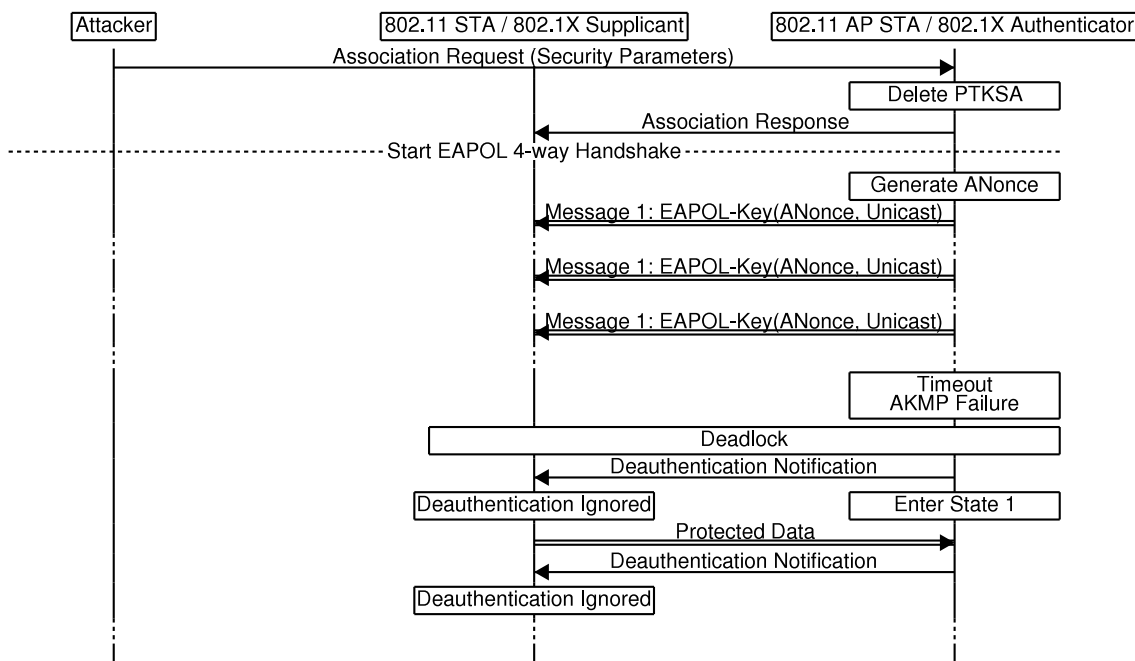 Attacker
802.11 STA / 802.1X Supplicant
802.11 AP STA / 802.1X Authenticator
Association Request (Security Parameters)
Delete PTKSA
Association Response
Start EAPOL 4-way Handshake
Generate ANonce
Message 1: EAPOL-Key(ANonce, Unicast)
Message 1: EAPOL-Key(ANonce, Unicast)
Message 1: EAPOL-Key(ANonce, Unicast)
Timeout
AKMP Failure
Deadlock
Deauthentication Notification
Deauthentication Ignored
Enter State 1
Protected Data
Deauthentication Notification
Deauthentication Ignored